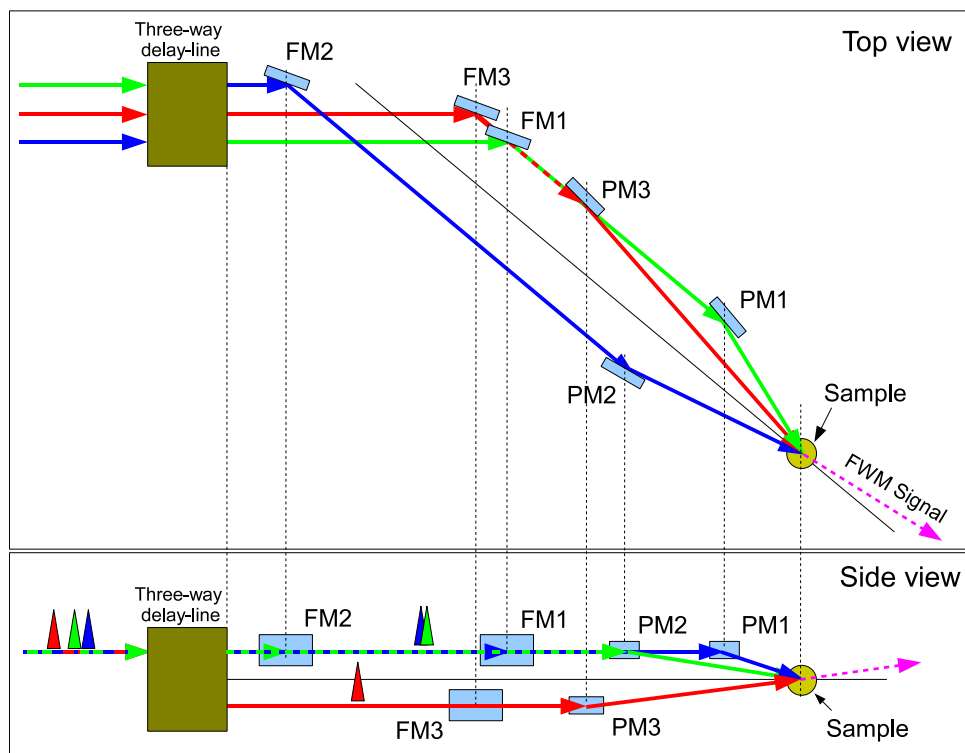 Three-way
delay-line
FM2
Top view
FM3
FM1
PM3
PM1
PM2
Sample
FWM Signal
Three-way
delay-line
Side view
FM2
FM1
PM2
PM1
FM3
PM3
Sample